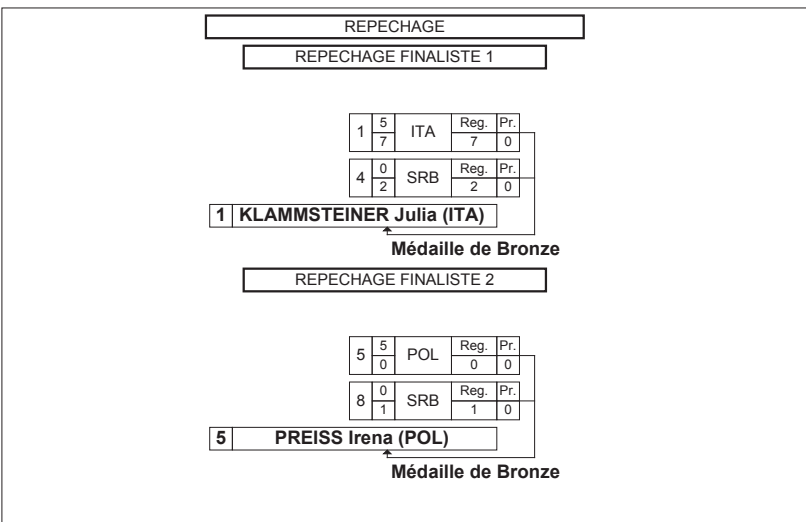 REPECHAGE
REPECHAGE FINALISTE 1
1 5 ITA Reg. Pr.
7 7 0
4 0 SRB Reg. Pr.
2 2 0
1 KLAMMSTEINER Julia (ITA)
Médaille de Bronze
REPECHAGE FINALISTE 2
5 5 POL Reg. Pr.
0 0 0
8 0 SRB Reg. Pr.
1 1 0
5 PREISS Irena (POL)
Médaille de Bronze